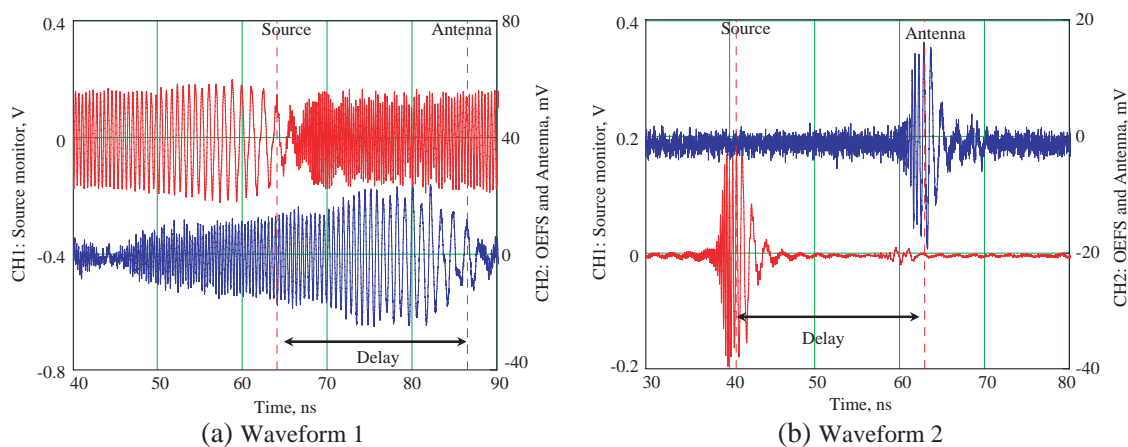 0.4
0
-0.4
-0.8
CH1: Source monitor, V
80
40
0
-40
CH2: OEFS and Antenna, mV
Source
Antenna
Delay
40
50
60
70
80
90
Time, ns
(a) Waveform 1
0.4
0.2
0
-0.2
CH1: Source monitor, V
20
0
-20
-40
CH2: OEFS and Antenna, mV
Source
Antenna
Delay
30
40
50
60
70
80
Time, ns
(b) Waveform 2